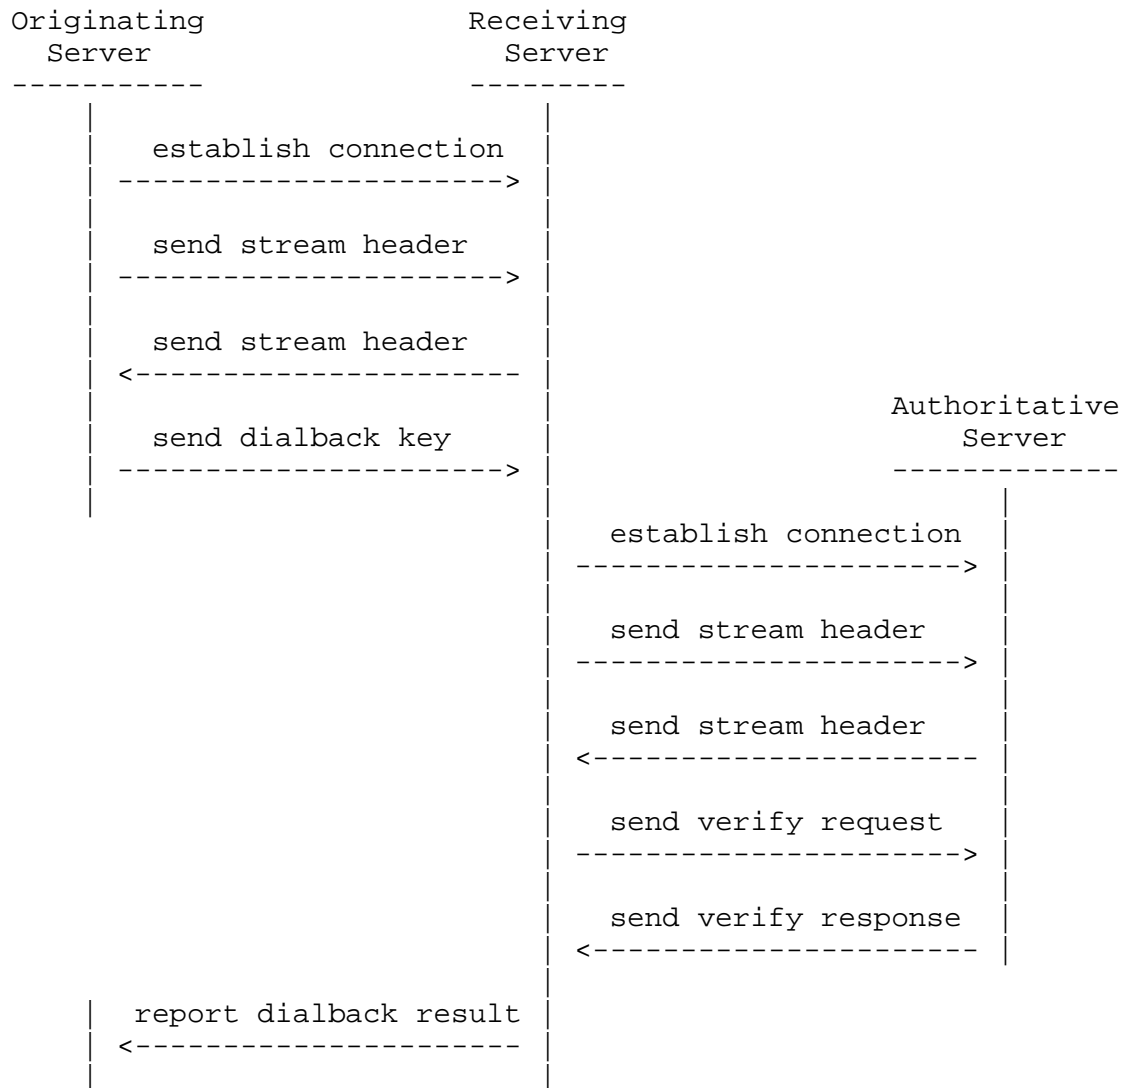 Originating Receiving
Server Server
----------- ---------
establish connection
---------------------->
send stream header
---------------------->
send stream header
<----------------------
Authoritative
send dialback key Server
----------------------> -------------
establish connection
---------------------->
send stream header
---------------------->
send stream header
<----------------------
send verify request
---------------------->
send verify response
<----------------------
report dialback result
<----------------------